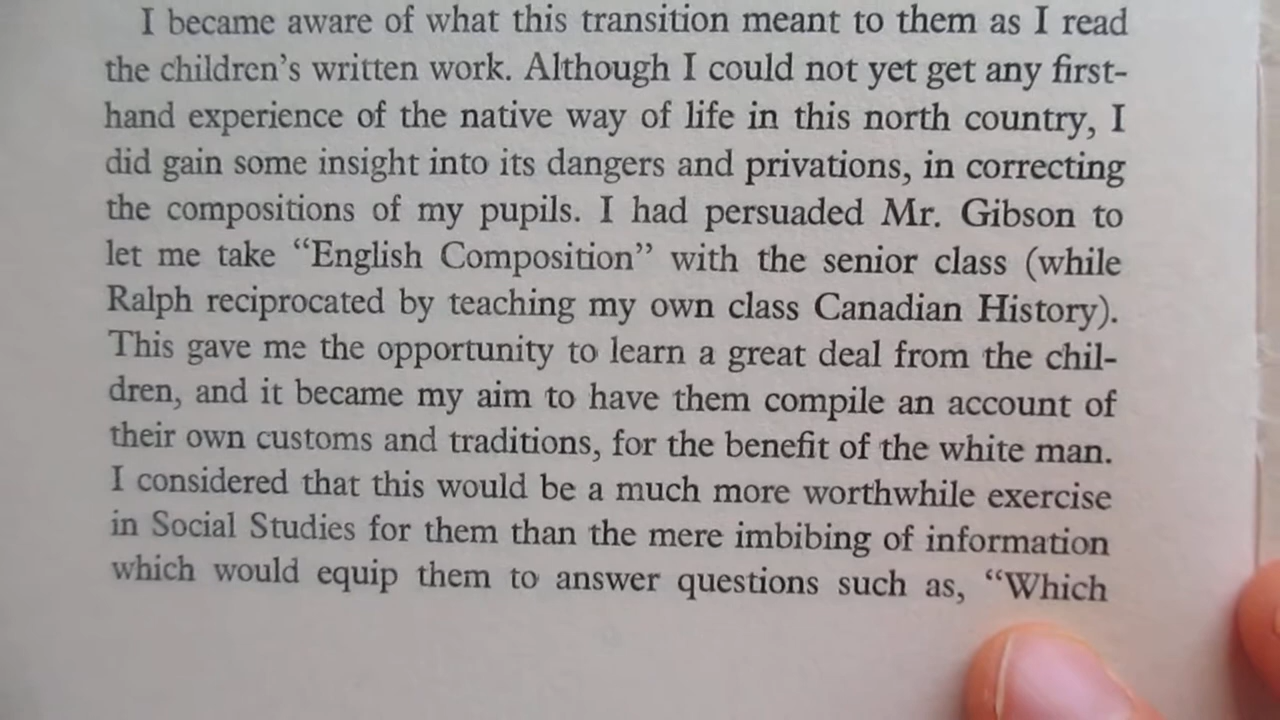 I became aware of what this transition meant to them as I read
the children's written work. Although I could not yet get any first-
hand experience of the native way of life in this north country, I
did gain some insight into its dangers and privations, in correcting
the compositions of my pupils. I had persuaded Mr. Gibson to
let me take “English Composition” with the senior class (while
Ralph reciprocated by teaching my own class Canadian History).
This gave me the opportunity to learn a great deal from the chil-
dren, and it became my aim to have them compile an account of
their own customs and traditions, for the benefit of the white man.
I considered that this would be a much more worthwhile exercise
in Social Studies for them than the mere imbibing of information
which would equip them to answer questions such as, “Which